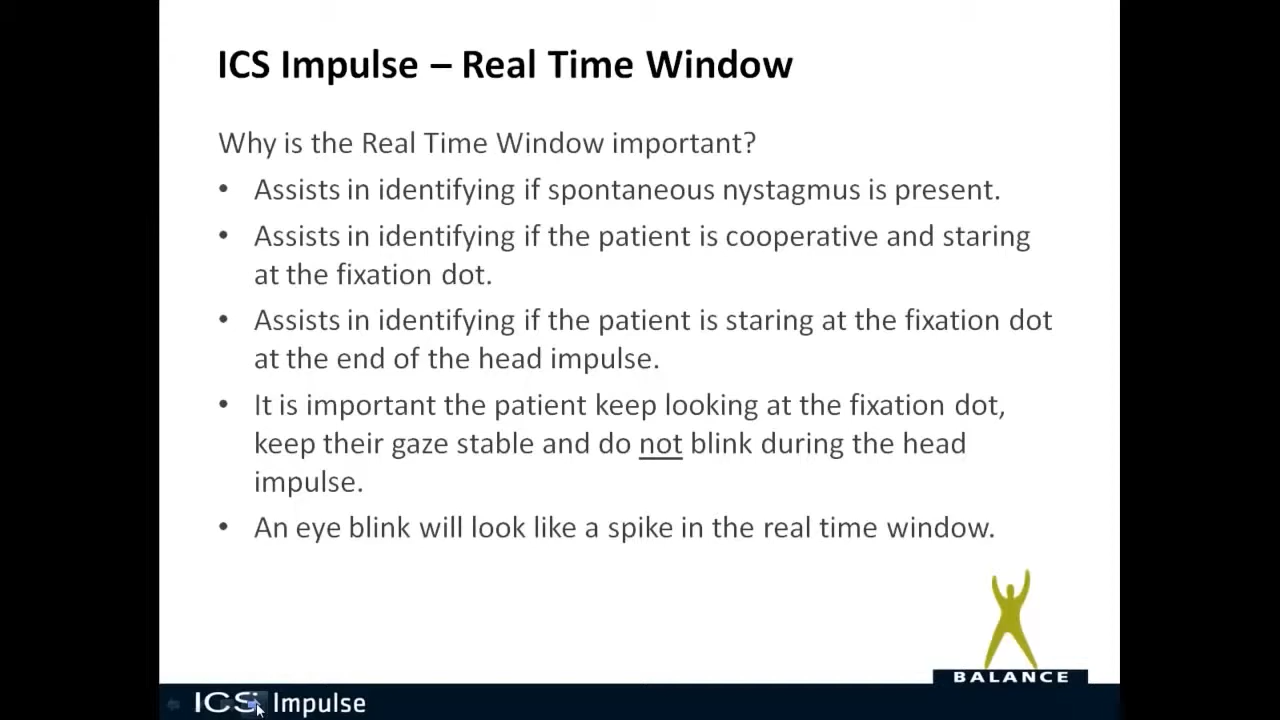 ICS Impulse – Real Time Window
Why is the Real Time Window important?
• Assists in identifying if spontaneous nystagmus is present.
• Assists in identifying if the patient is cooperative and staring
at the fixation dot.
• Assists in identifying if the patient is staring at the fixation dot
at the end of the head impulse.
• It is important the patient keep looking at the fixation dot,
keep their gaze stable and do not blink during the head
impulse.
• An eye blink will look like a spike in the real time window.
BALANCE
ICS Impulse